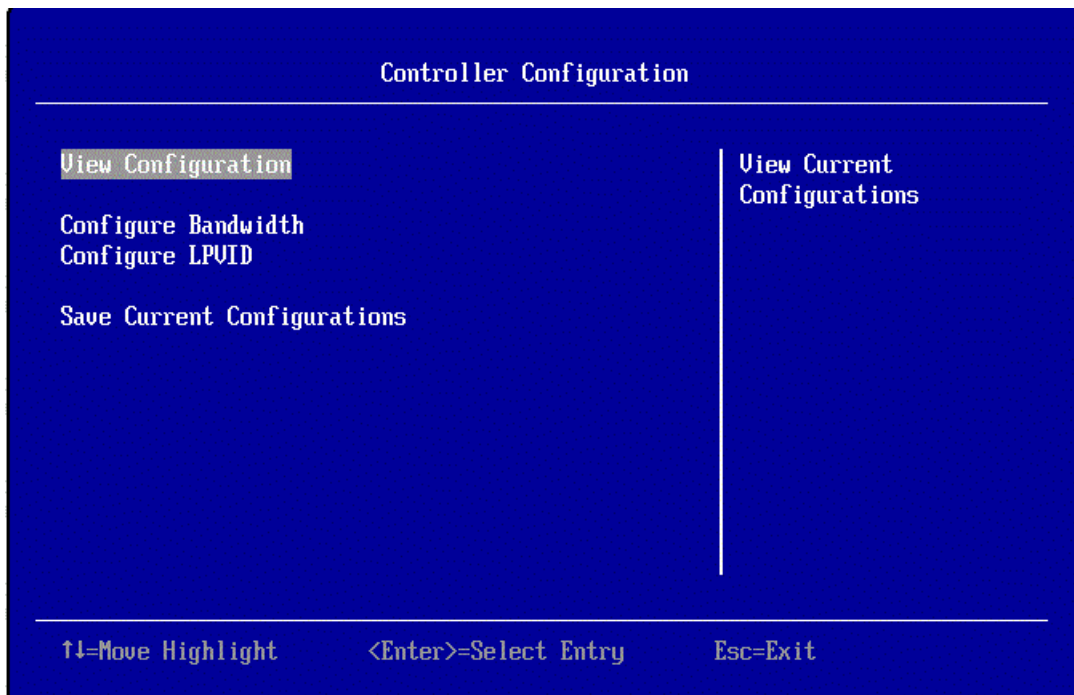 Controller Configuration
View Configuration
Configure Bandwidth
Configure LPVID
Save Current Configurations
View Current
Configurations
↑↓=Move Highlight <Enter>=Select Entry Esc=Exit